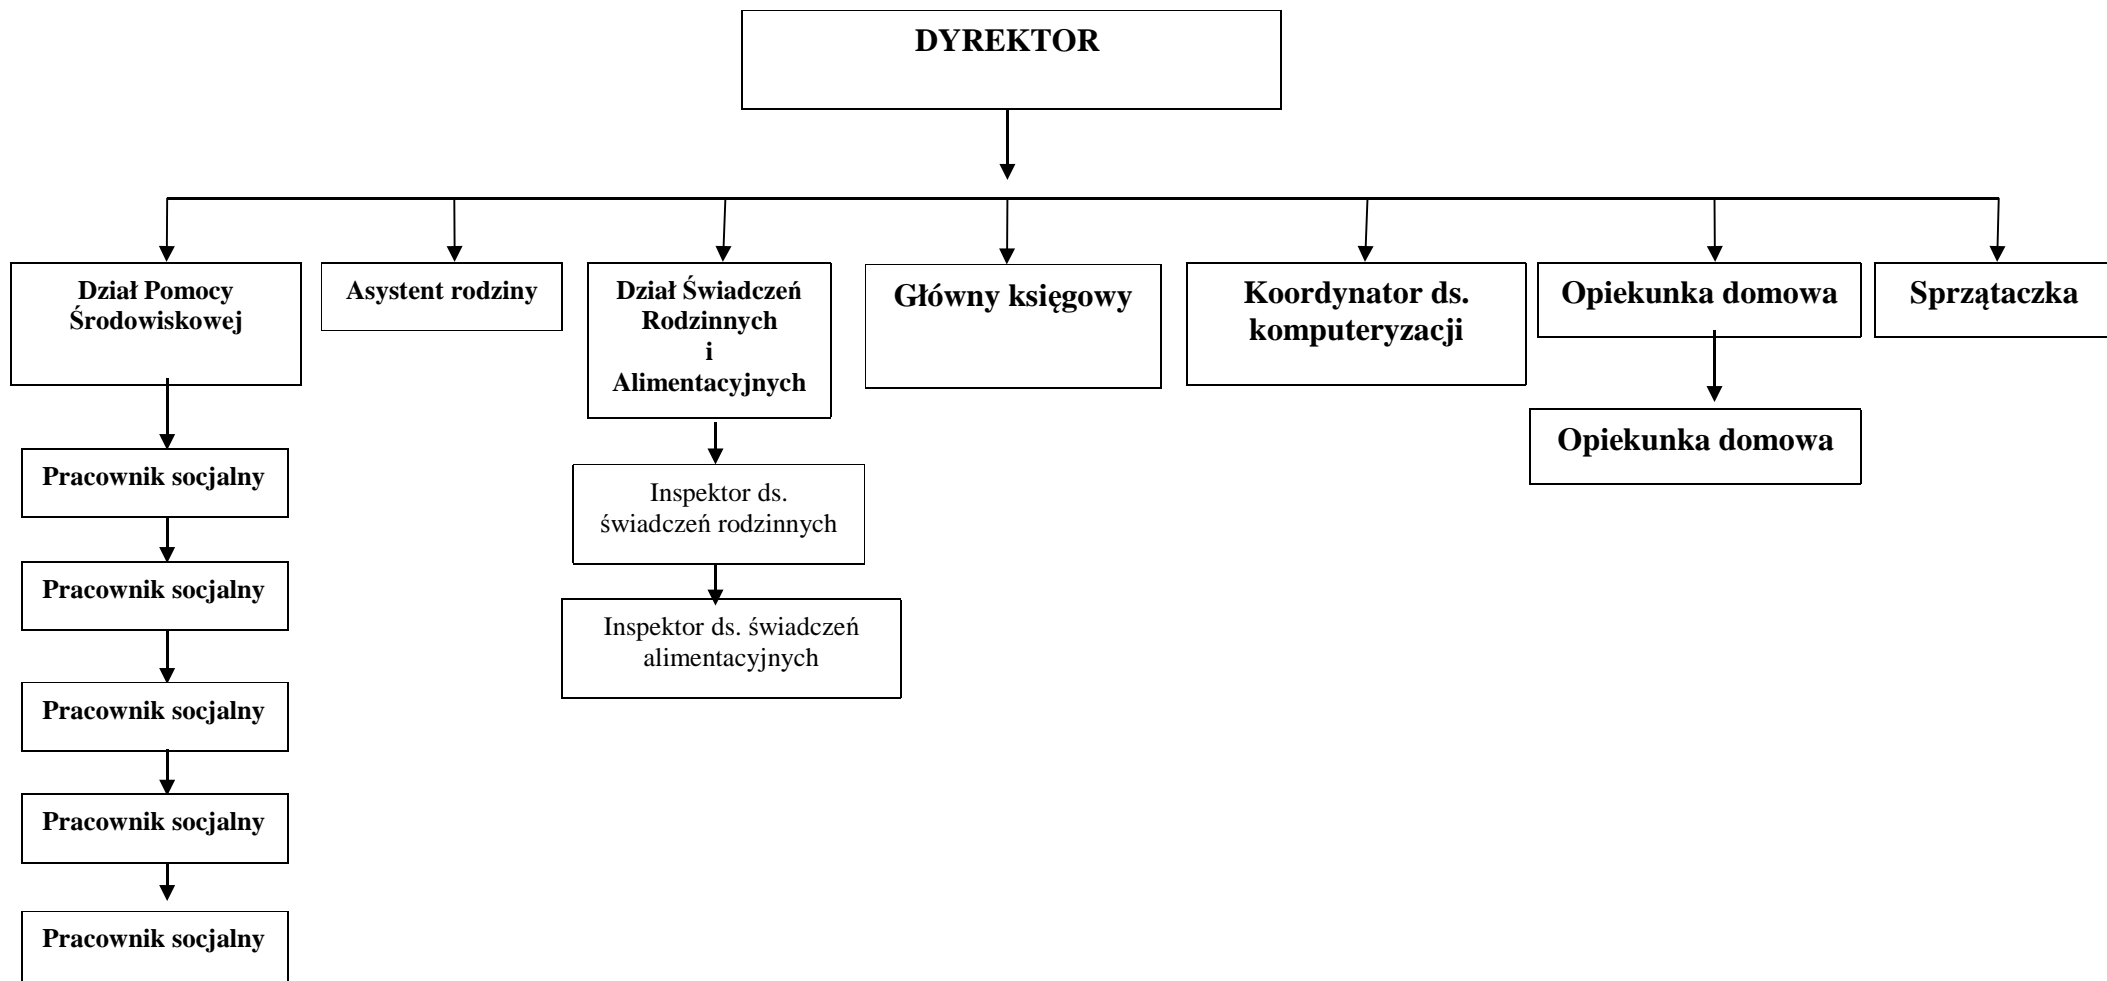 DYREKTOR
Dział Pomocy
Środowiskowej
Asystent rodziny
Dział Świadczeń
Rodzinnych
i
Alimentacyjnych
Główny księgowy
Koordynator ds.
komputeryzacji
Opiekunka domowa
Sprzątaczka
Opiekunka domowa
Pracownik socjalny
Inspektor ds.
świadczeń rodzinnych
Pracownik socjalny
Inspektor ds. świadczeń
alimentacyjnych
Pracownik socjalny
Pracownik socjalny
Pracownik socjalny